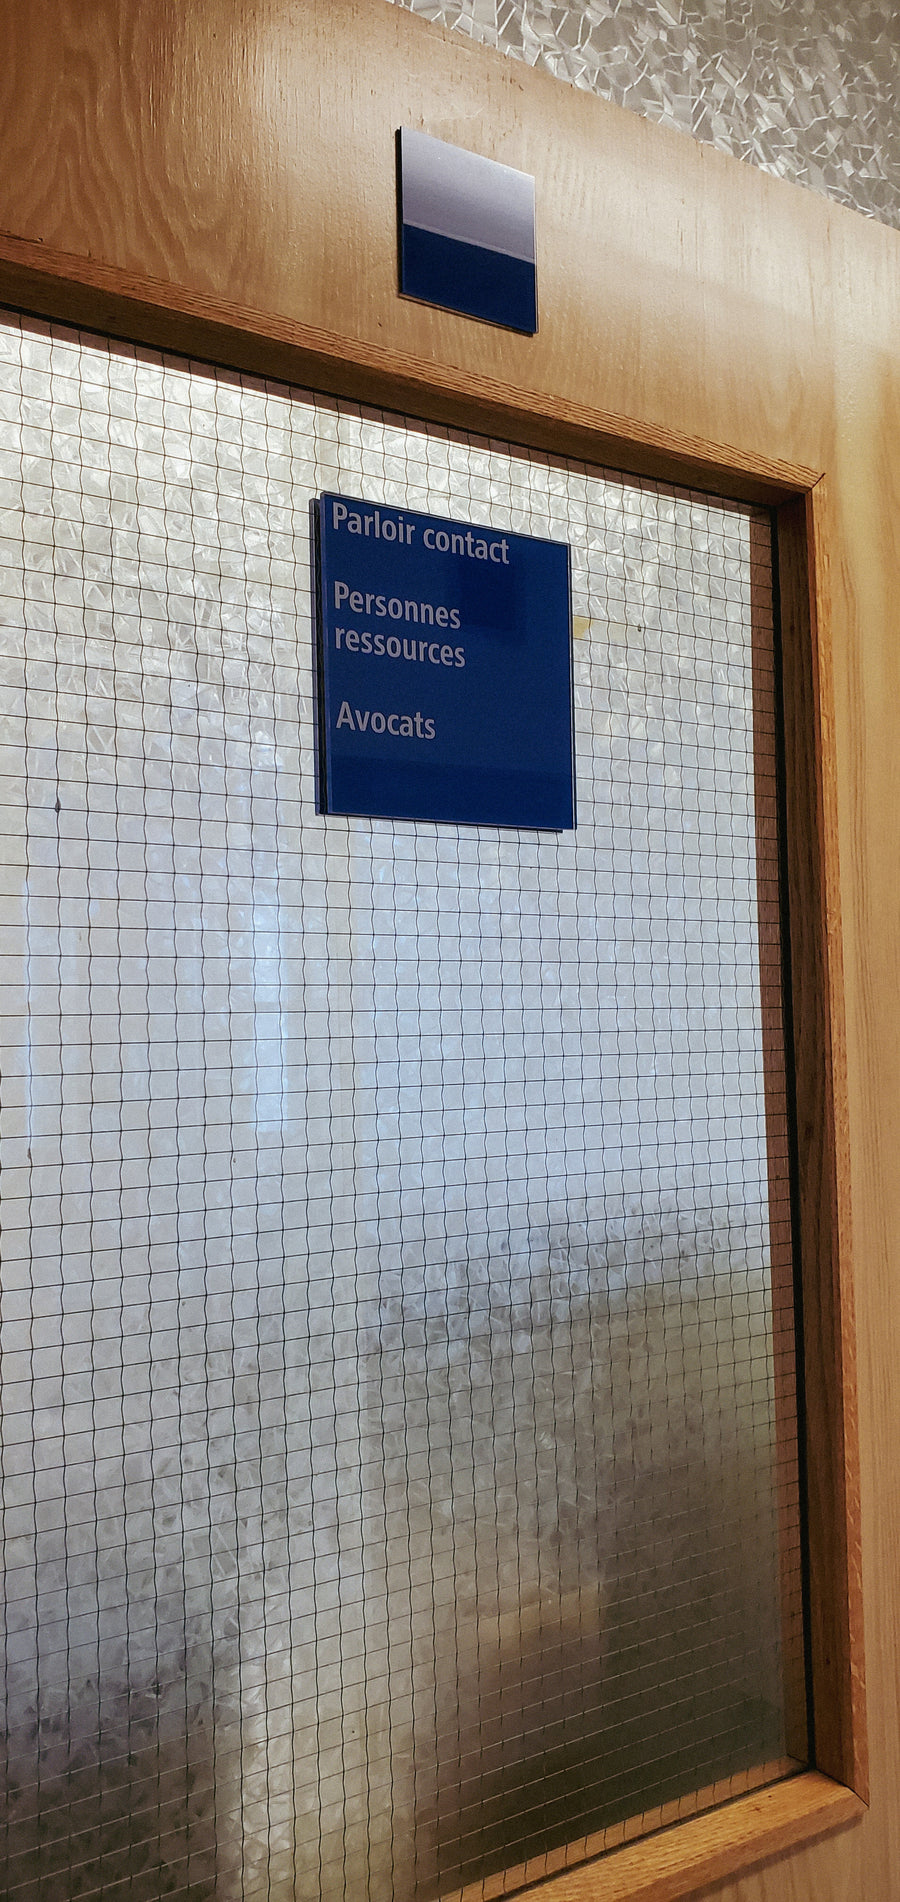 Parloir contact
Personnes
ressources
Avocats